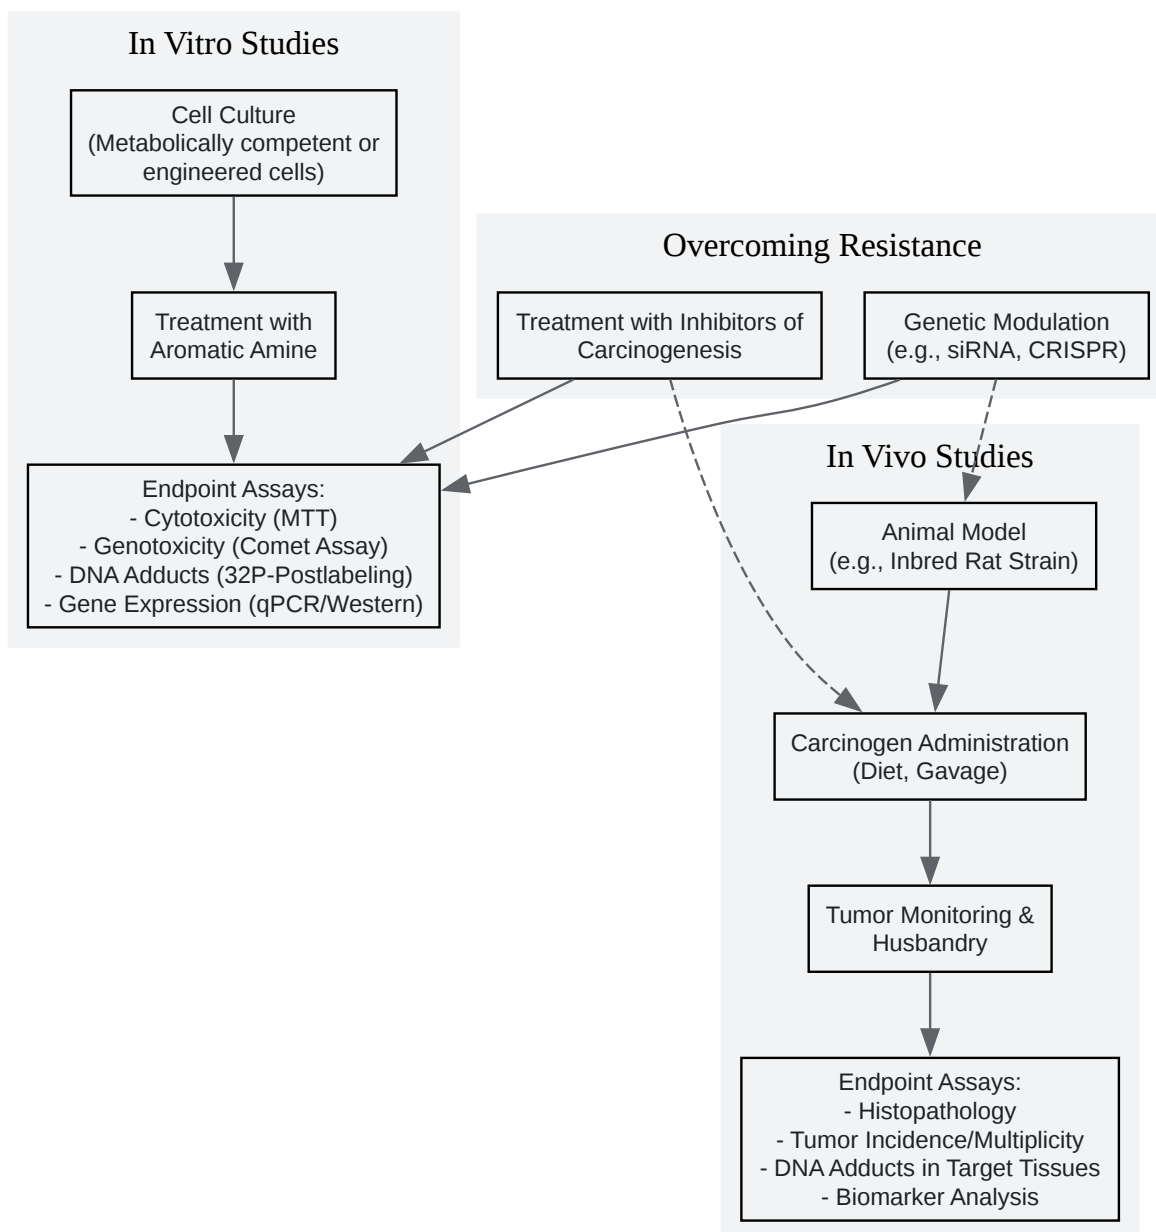 In Vitro Studies
Cell Culture
(Metabolically competent or
engineered cells)
Treatment with
Aromatic Amine
Endpoint Assays:
- Cytotoxicity (MTT)
- Genotoxicity (Comet Assay)
- DNA Adducts (32P-Postlabeling)
- Gene Expression (qPCR/Western)
Overcoming Resistance
Treatment with Inhibitors of
Carcinogenesis
Genetic Modulation
(e.g., siRNA, CRISPR)
In Vivo Studies
Animal Model
(e.g., Inbred Rat Strain)
Carcinogen Administration
(Diet, Gavage)
Tumor Monitoring &
Husbandry
Endpoint Assays:
- Histopathology
- Tumor Incidence/Multiplicity
- DNA Adducts in Target Tissues
- Biomarker Analysis